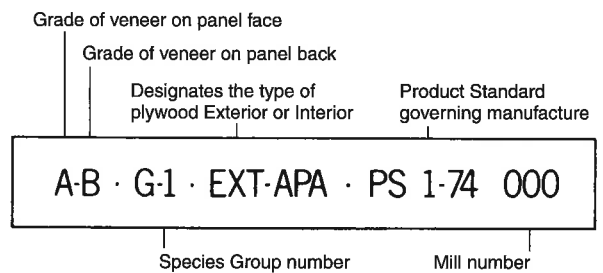 Grade of veneer on panel face
Grade of veneer on panel back
Designates the type of
plywood Exterior or Interior
Product Standard
governing manufacture
A-B · G-1 · EXT-APA · PS 1-74 000
Species Group number
Mill number